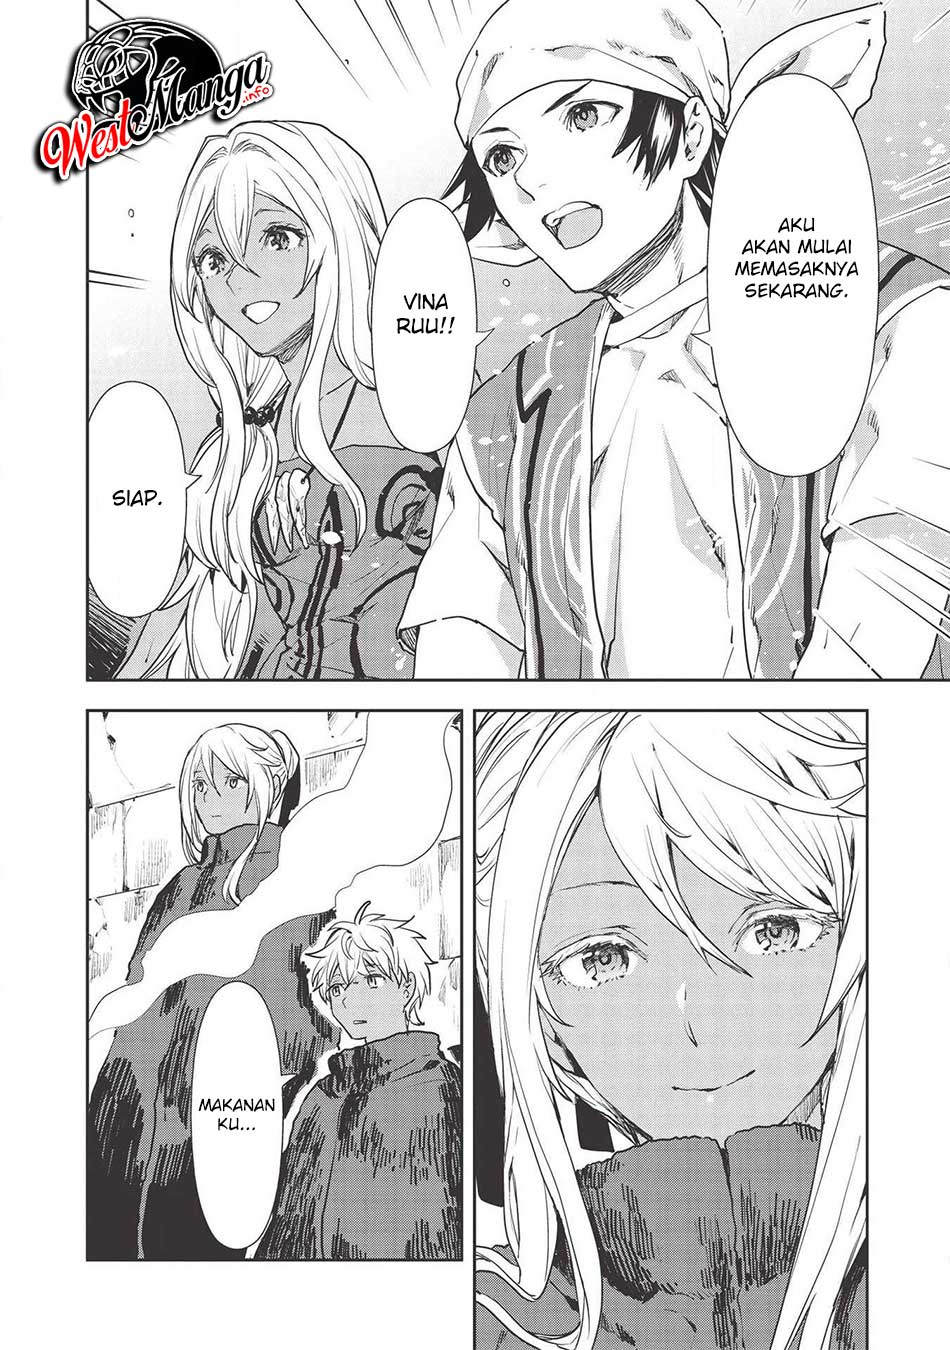 WestManga
.info
AKU
AKAN MULAI
MEMASAKNYA
SEKARANG.
VINA
RUU!!
SIAP.
MAKANAN
KU...